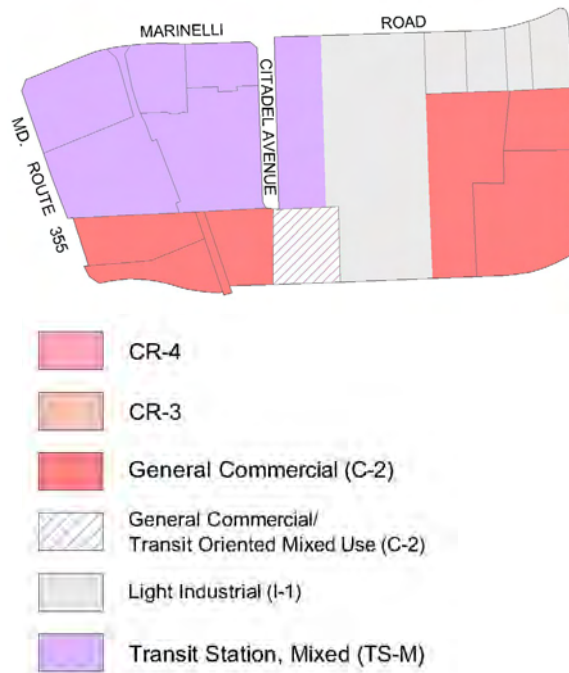 MARINELLI ROAD
CITADEL AVENUE
MD. ROUTE 355
CR-4
CR-3
General Commercial (C-2)
General Commercial/
Transit Oriented Mixed Use (C-2)
Light Industrial (I-1)
Transit Station, Mixed (TS-M)